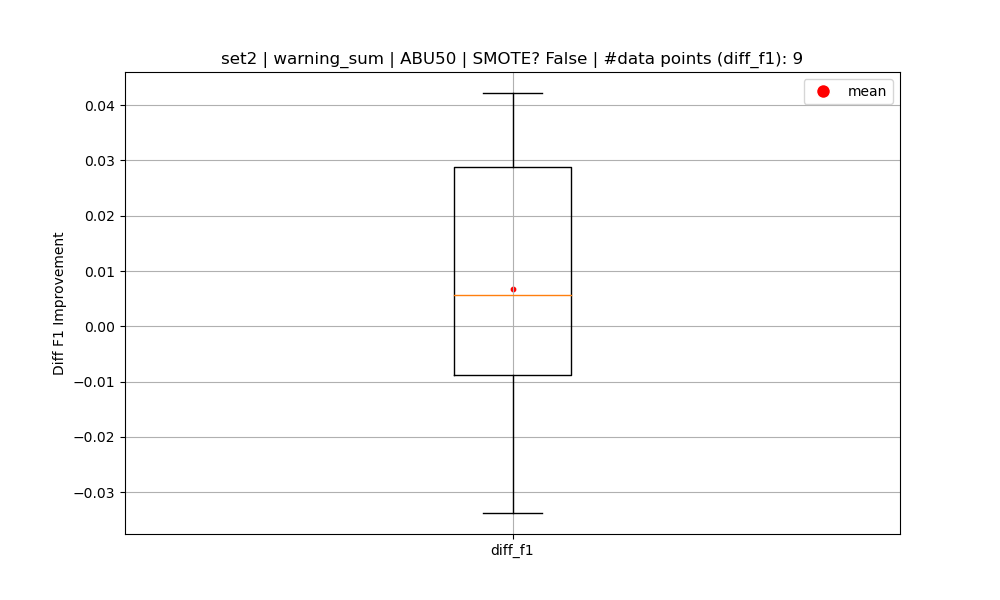 set2 | warning_sum | ABU50 | SMOTE? False | #data points (diff_f1): 9
mean
0.04
0.03
0.02
0.01
0.00
−0.01
−0.02
−0.03
Diff F1 Improvement
diff_f1